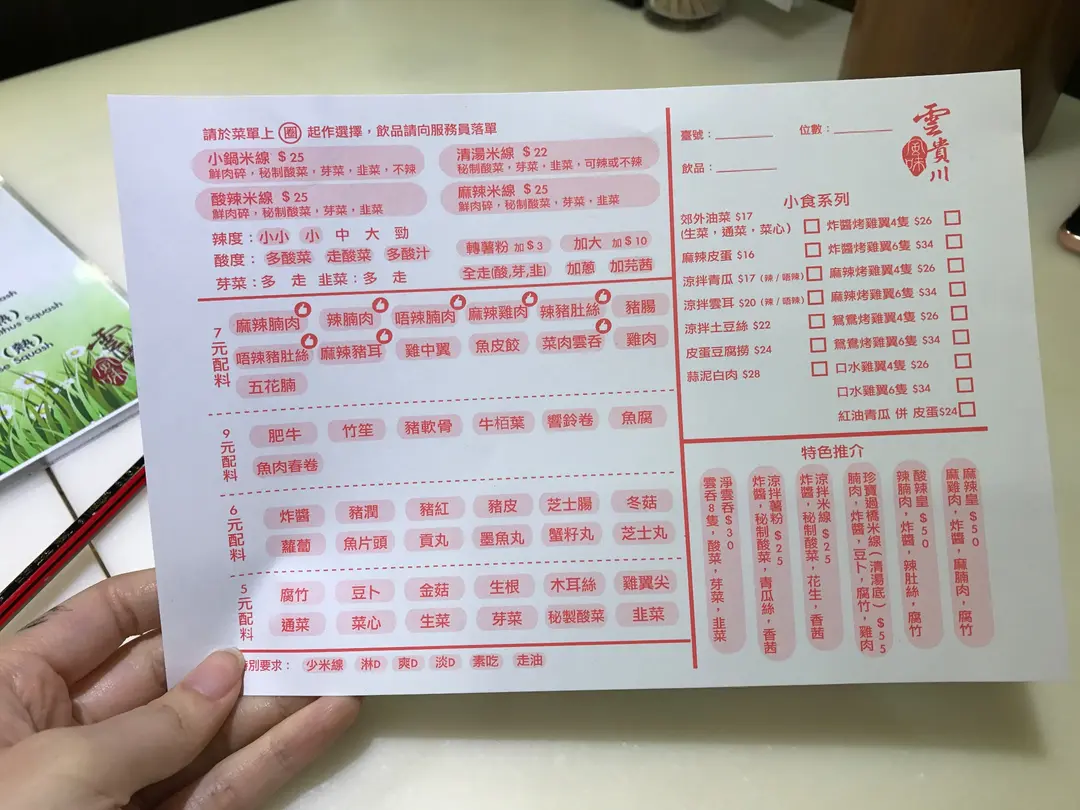 請於菜單上 圈 起作選擇，飲品請向服務員落單
小鍋米線 $25
鮮肉碎，秘制酸菜，芽菜，韭菜，不辣
清湯米線 $22
秘制酸菜，芽菜，韭菜，可辣或不辣
酸辣米線 $25
鮮肉碎，秘制酸菜，芽菜，韭菜
麻辣米線 $25
鮮肉碎，秘制酸菜，芽菜，韭菜
辣度：小小 小 中 大 勁
酸度：多酸菜 走酸菜 多酸汁
芽菜：多 走 韭菜：多 走
轉薯粉 加$3 加大 加$10
全走(酸,芽,韭) 加蔥 加芫茜
7元配料
麻辣腩肉 辣腩肉 唔辣腩肉 麻辣雞肉 辣豬肚絲 豬腸
唔辣豬肚絲 麻辣豬耳 雞中翼 魚皮餃 菜肉雲吞 雞肉
五花腩
9元配料
肥牛 竹笙 豬軟骨 牛栢葉 響鈴卷 魚腐
魚肉春卷
6元配料
炸醬 豬潤 豬紅 豬皮 芝士腸 冬菇
蘿蔔 魚片頭 貢丸 墨魚丸 蟹籽丸 芝士丸
5元配料
腐竹 豆卜 金菇 生根 木耳絲 雞翼尖
通菜 菜心 生菜 芽菜 秘製酸菜 韭菜
特別要求： 少米線 淋D 爽D 淡D 素吃 走油
臺號： 位數：
飲品：
雲貴川
風味
小食系列
郊外油菜 $17
(生菜，通菜，菜心)
麻辣皮蛋 $16
涼拌青瓜 $17 (辣/唔辣)
涼拌雲耳 $20 (辣/唔辣)
涼拌土豆絲 $22
皮蛋豆腐撈 $24
蒜泥白肉 $28
炸醬烤雞翼4隻 $26
炸醬烤雞翼6隻 $34
麻辣烤雞翼4隻 $26
麻辣烤雞翼6隻 $34
鴛鴦烤雞翼4隻 $26
鴛鴦烤雞翼6隻 $34
口水雞翼4隻 $26
口水雞翼6隻 $34
紅油青瓜 併 皮蛋$24
特色推介
麻辣皇 $50
麻雞肉，炸醬，麻腩肉，腐竹
酸辣皇 $50
辣腩肉，炸醬，辣肚絲，腐竹
珍寶過橋米線(清湯底) $55
腩肉，炸醬，豆卜，腐竹，雞肉
涼拌米線 $25
炸醬，秘制酸菜，花生，香茜
涼拌薯粉 $25
炸醬，秘制酸菜，青瓜絲，香茜
淨雲吞 $30
雲吞8隻，酸菜，芽菜，韭菜
Squash
(熱)
Squash
(熱)
Squash